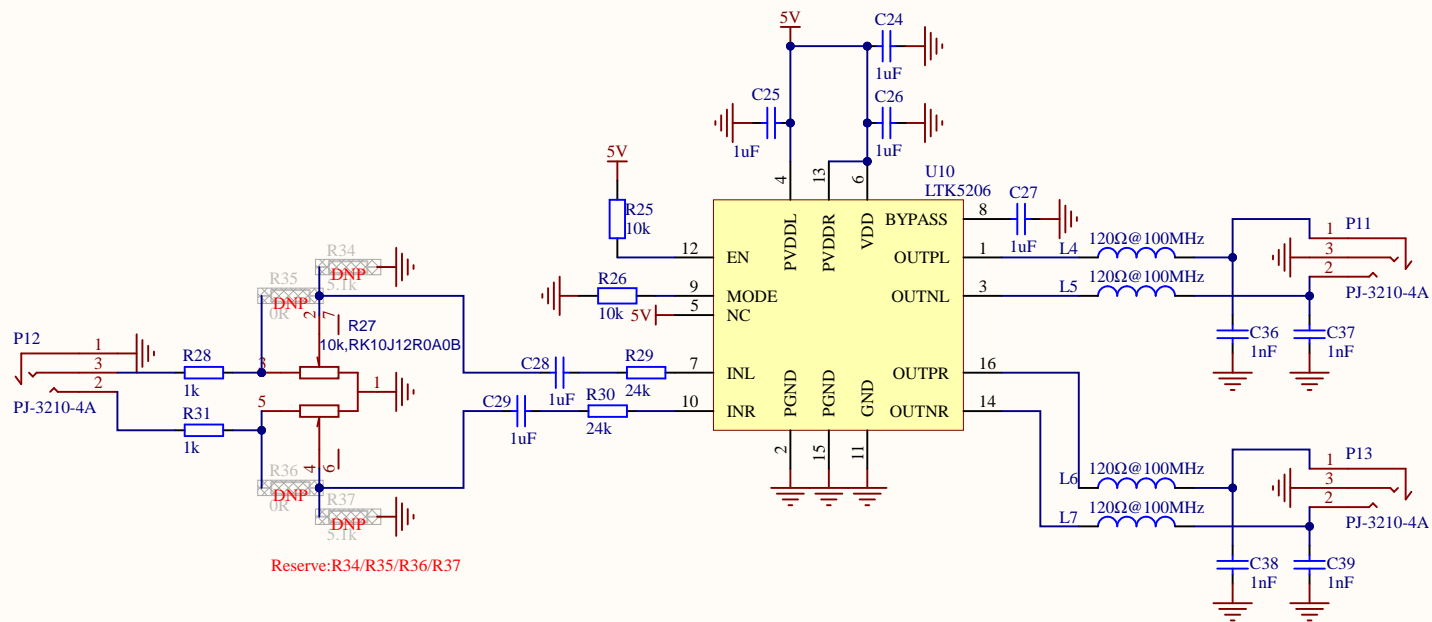 5V
C24
1uF
C25
1uF
C26
1uF
5V
R25
10k
4
13
6
U10
LTK5206
PVDDL
PVDDR
VDD
BYPASS
8
C27
1uF
12
EN
OUTPL
1
L4
120Ω@100MHz
9
MODE
OUTNL
3
L5
120Ω@100MHz
R26
10k
5V
5
NC
1
3
2
P11
PJ-3210-4A
C36
1nF
C37
1nF
R34
DNP
5.1k
R35
DNP
0R
2
7
R27
10k,RK10J12R0A0B
P12
1
3
2
PJ-3210-4A
R28
1k
3
1
R31
1k
5
C28
1uF
R29
24k
7
INL
OUTPR
16
C29
1uF
R30
24k
10
INR
OUTNR
14
PGND
PGND
GND
2
15
11
4
6
R36
DNP
0R
R37
DNP
5.1k
L6
120Ω@100MHz
L7
120Ω@100MHz
1
3
2
P13
PJ-3210-4A
C38
1nF
C39
1nF
Reserve:R34/R35/R36/R37